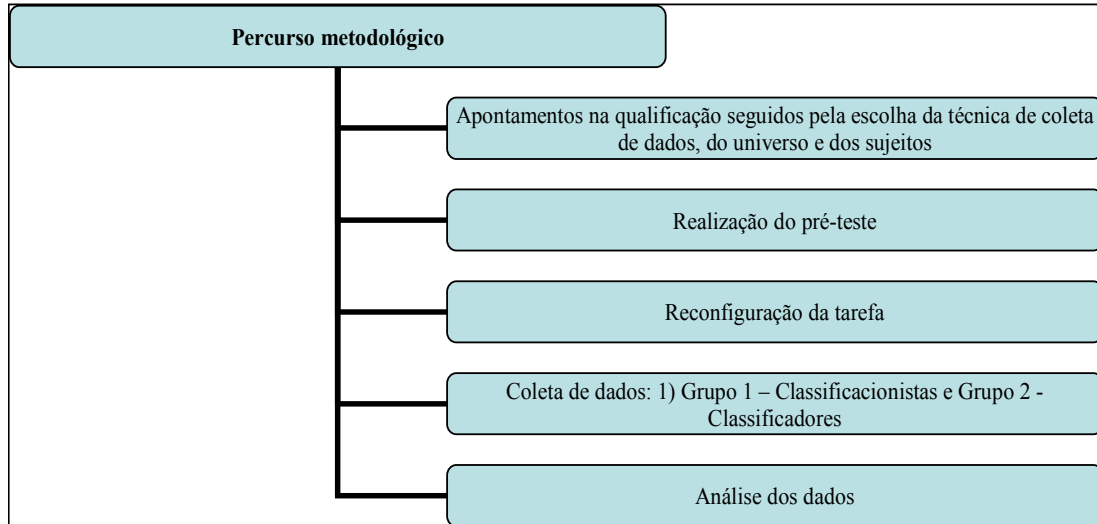 Percurso metodológico
Apontamentos na qualificação seguidos pela escolha da técnica de coleta
de dados, do universo e dos sujeitos
Realização do pré-teste
Reconfiguração da tarefa
Coleta de dados: 1) Grupo 1 – Classificacionistas e Grupo 2 -
Classificadores
Análise dos dados